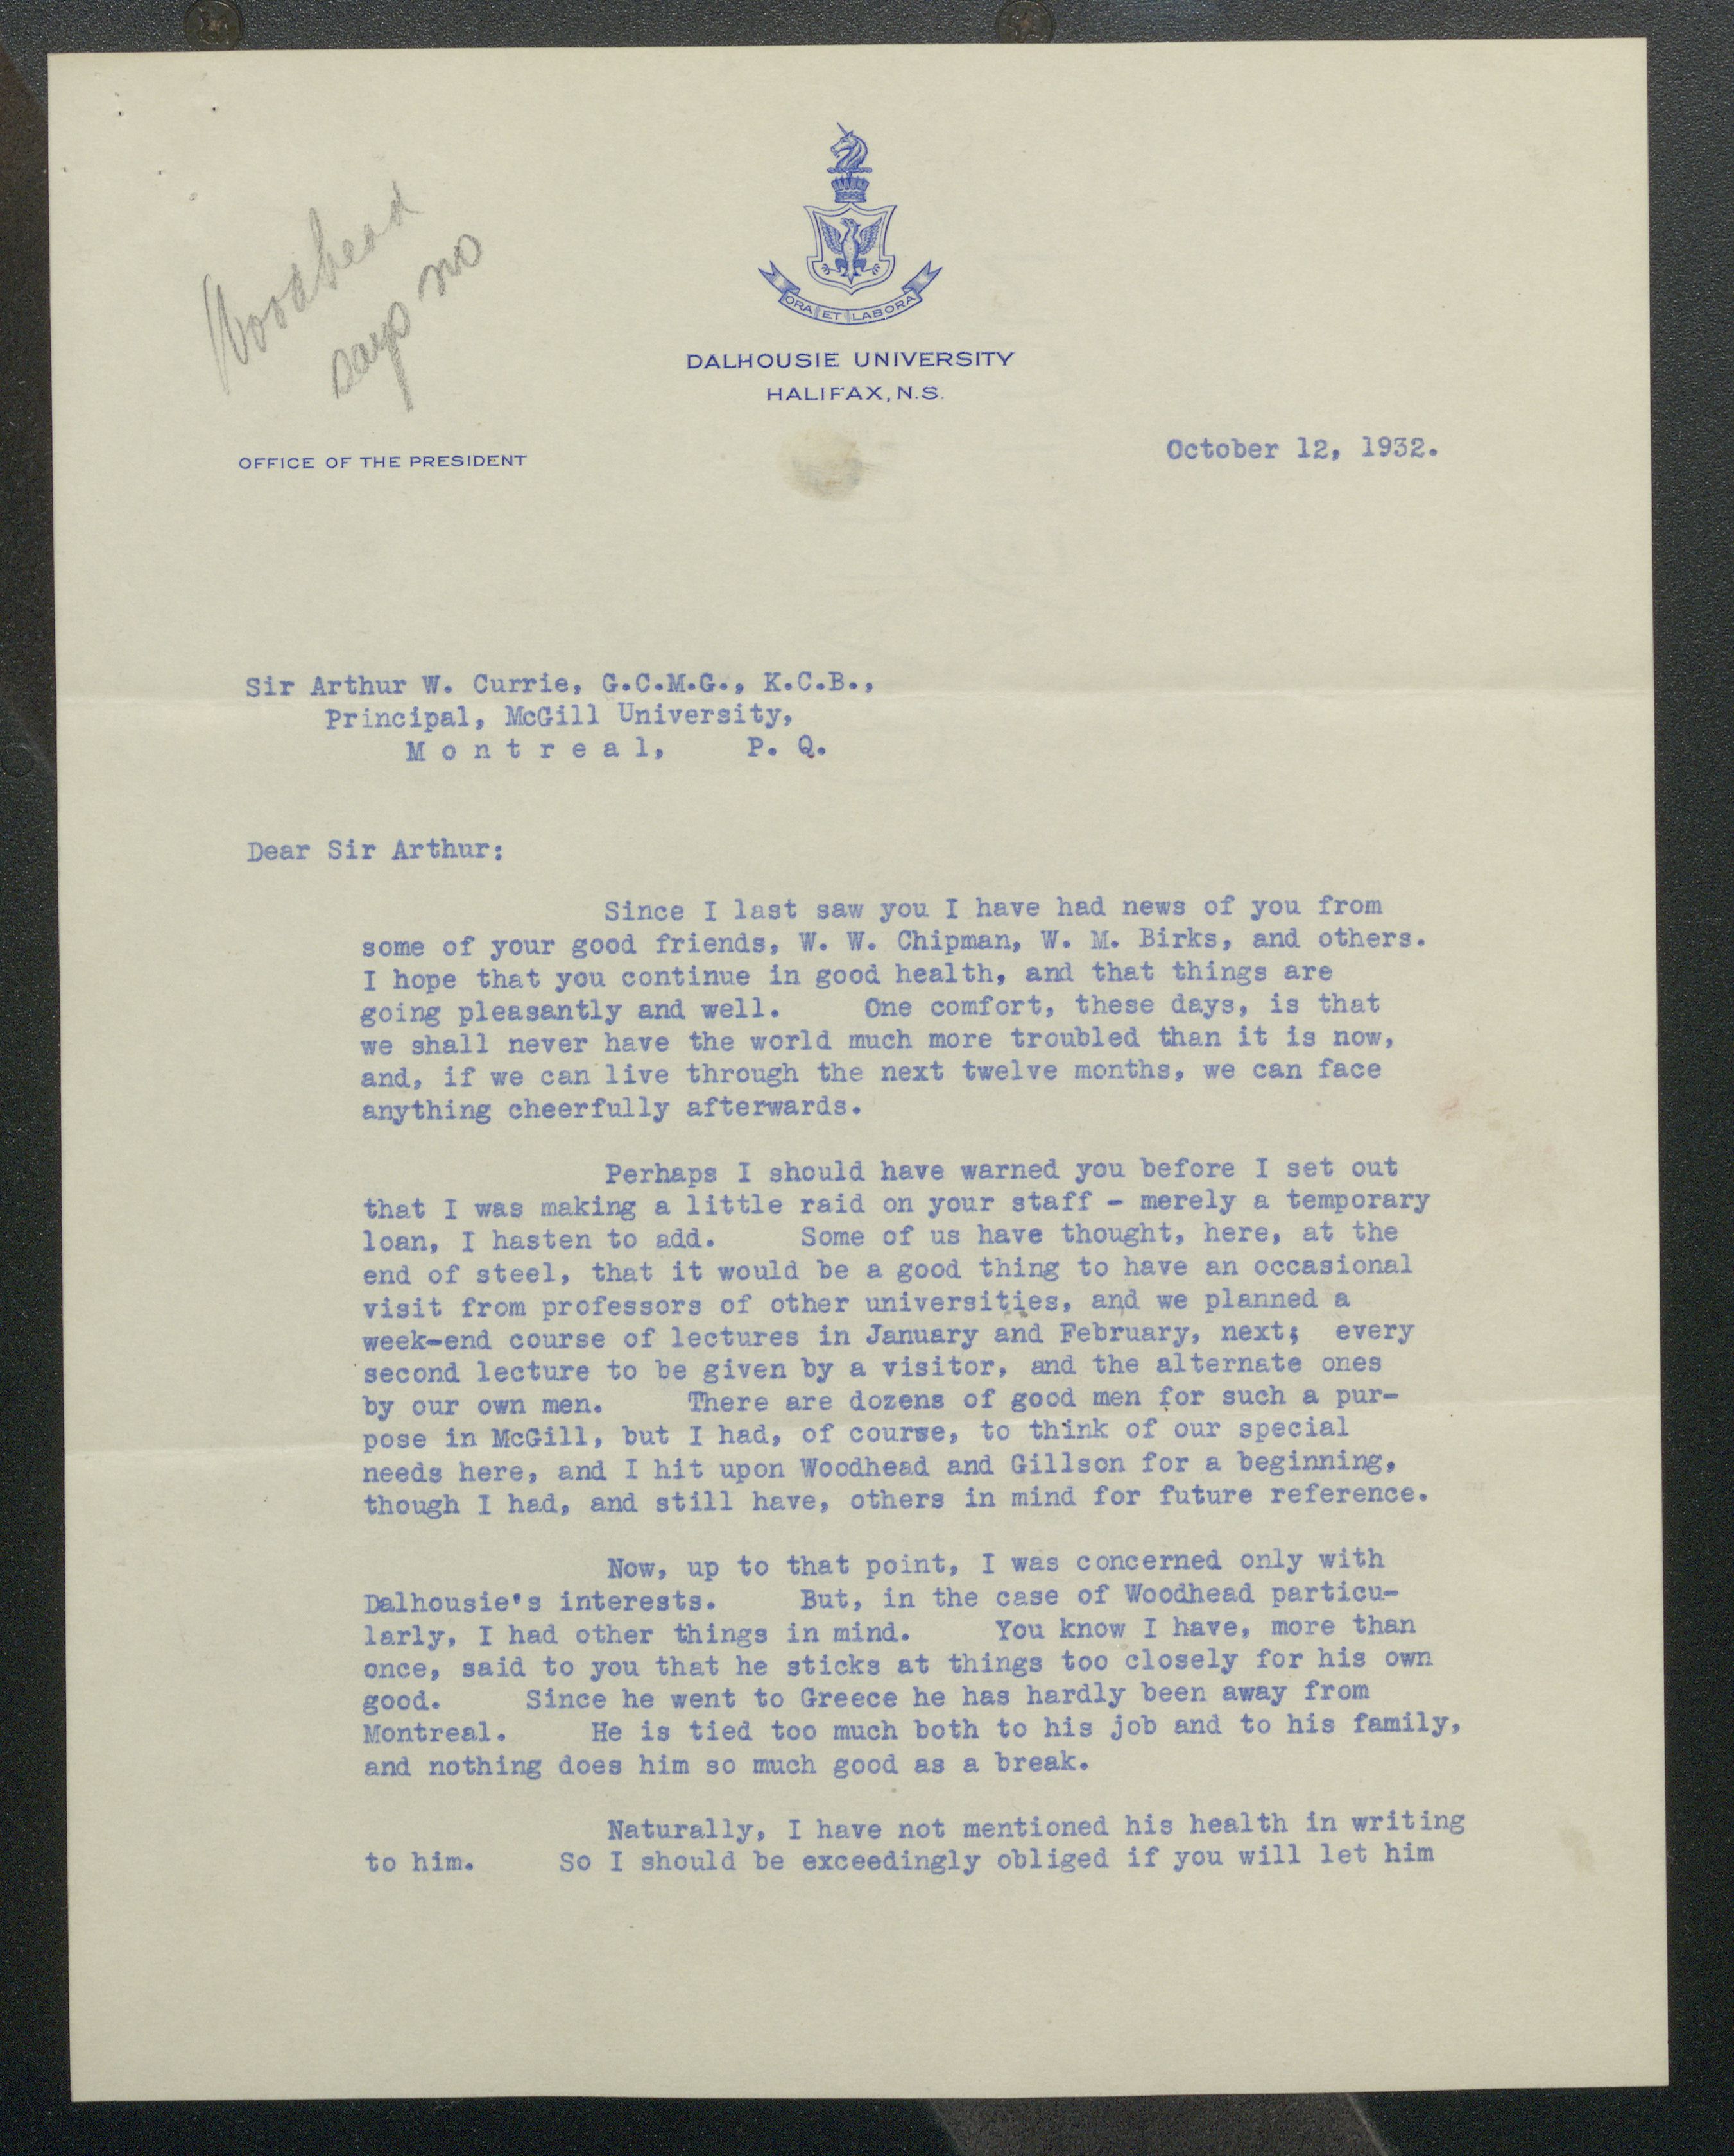 Woodhead
says no
ORA ET LABORA
DALHOUSIE UNIVERSITY
HALIFAX, N.S.
OFFICE OF THE PRESIDENT
October 12, 1932.
Sir Arthur W. Currie, G.C.M.G., K.C.B.,
Principal, McGill University,
M o n t r e a l, P. Q.
Dear Sir Arthur:
Since I last saw you I have had news of you from
some of your good friends, W. W. Chipman, W. M. Birks, and others.
I hope that you continue in good health, and that things are
going pleasantly and well. One comfort, these days, is that
we shall never have the world much more troubled than it is now,
and, if we can live through the next twelve months, we can face
anything cheerfully afterwards.
Perhaps I should have warned you before I set out
that I was making a little raid on your staff - merely a temporary
loan, I hasten to add. Some of us have thought, here, at the
end of steel, that it would be a good thing to have an occasional
visit from professors of other universities, and we planned a
week-end course of lectures in January and February, next; every
second lecture to be given by a visitor, and the alternate ones
by our own men. There are dozens of good men for such a pur-
pose in McGill, but I had, of course, to think of our special
needs here, and I hit upon Woodhead and Gillson for a beginning,
though I had, and still have, others in mind for future reference.
Now, up to that point, I was concerned only with
Dalhousie's interests. But, in the case of Woodhead particu-
larly, I had other things in mind. You know I have, more than
once, said to you that he sticks at things too closely for his own
good. Since he went to Greece he has hardly been away from
Montreal. He is tied too much both to his job and to his family,
and nothing does him so much good as a break.
Naturally, I have not mentioned his health in writing
to him. So I should be exceedingly obliged if you will let him